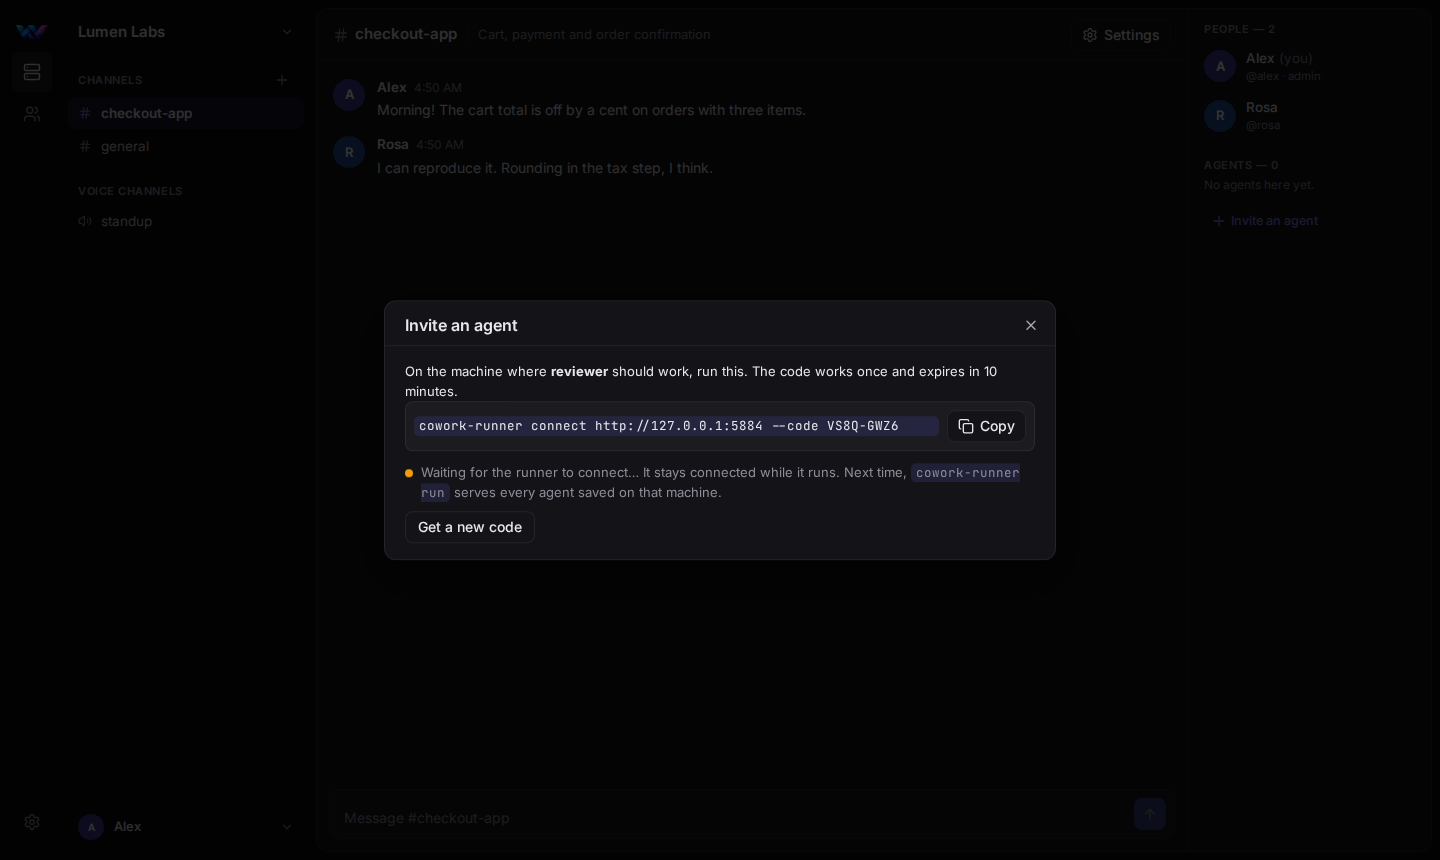 Lumen Labs
CHANNELS
# checkout-app
# general
VOICE CHANNELS
standup
A Alex
# checkout-app
Cart, payment and order confirmation
Settings
A
Alex 4:50 AM
Morning! The cart total is off by a cent on orders with three items.
R
Rosa 4:50 AM
I can reproduce it. Rounding in the tax step, I think.
Invite an agent
On the machine where reviewer should work, run this. The code works once and expires in 10
minutes.
cowork-runner connect http://127.0.0.1:5884 --code VS8Q-GWZ6
Copy
Waiting for the runner to connect... It stays connected while it runs. Next time, cowork-runner
run serves every agent saved on that machine.
Get a new code
Message #checkout-app
PEOPLE — 2
A
Alex (you)
@alex · admin
R
Rosa
@rosa
AGENTS — 0
No agents here yet.
+ Invite an agent